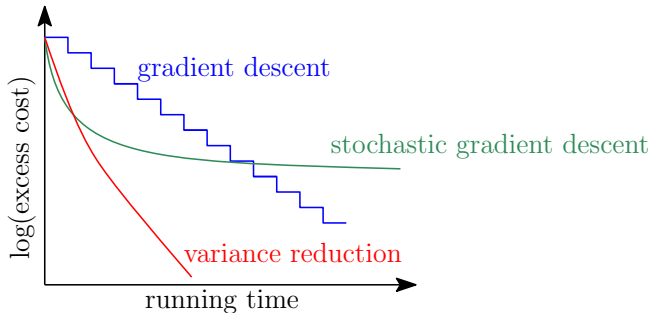 gradient descent
stochastic gradient descent
log(excess cost)
variance reduction
running time